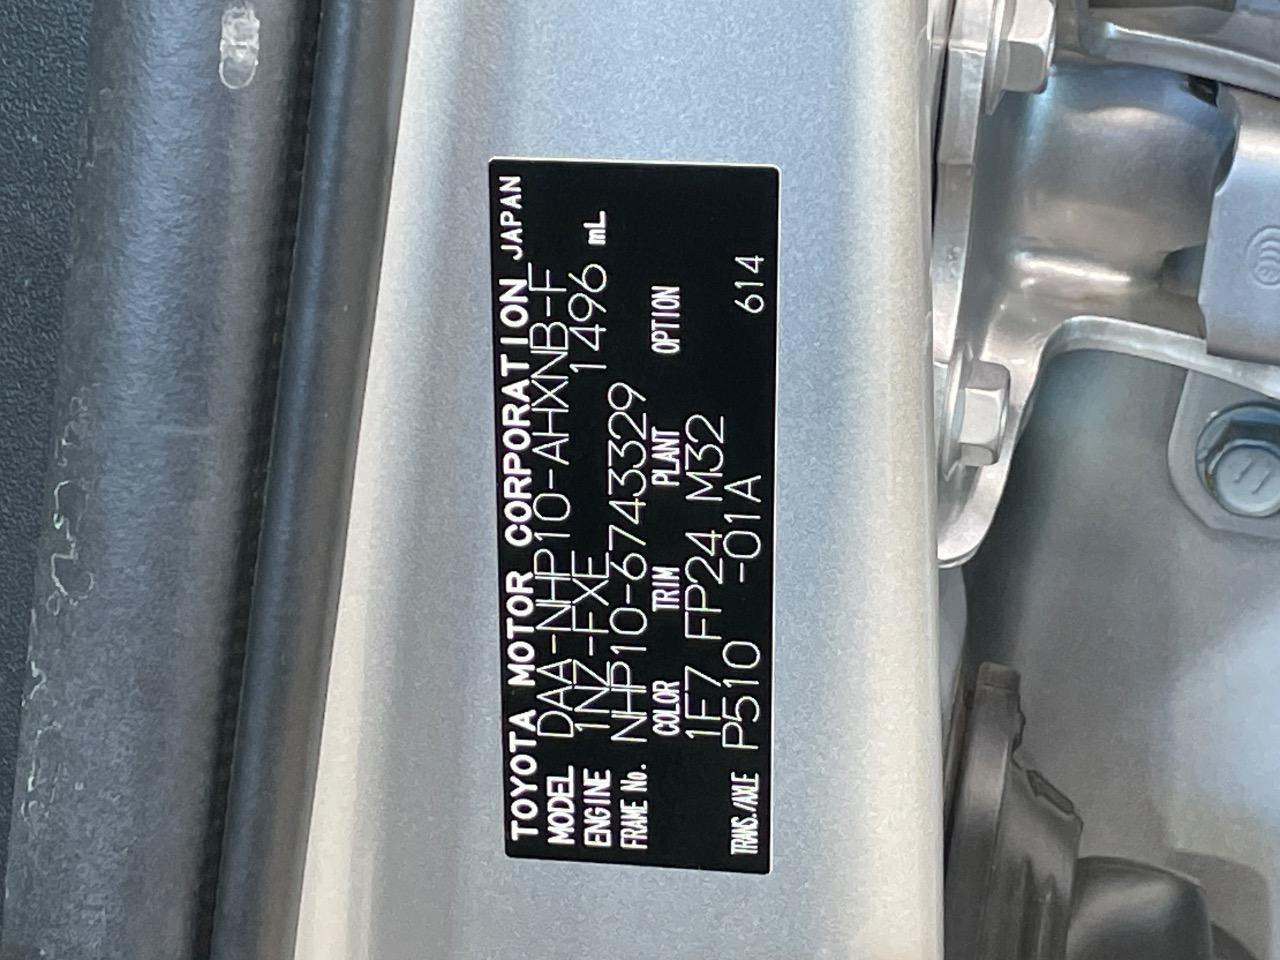 TOYOTA MOTOR CORPORATION JAPAN
MODEL DAA-NHP10-AHXNB-F
ENGINE 1NZ-FXE 1496 mL
FRAME No. NHP10-6743329
COLOR TRIM PLANT OPTION
1F7 FP24 M32
TRANS./AXLE P510 -01A 614